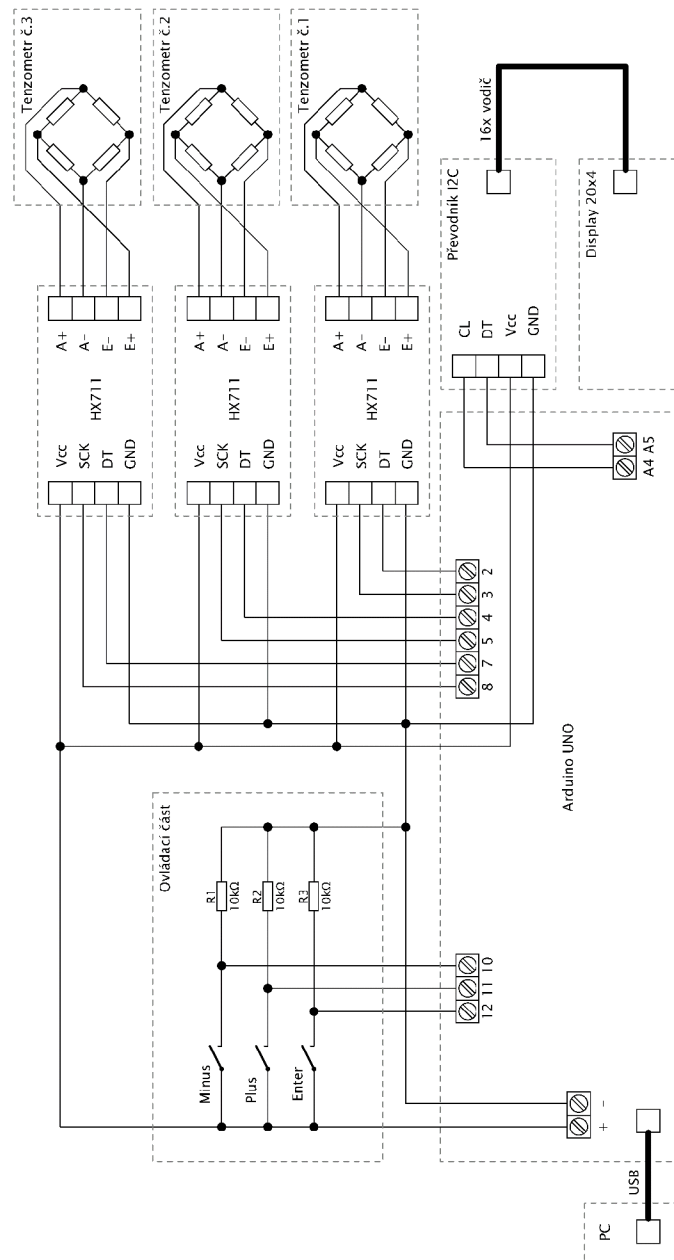 Tenzometr č.3
Tenzometr č.2
Tenzometr č.1
Vcc
SCK
DT
GND
HX711
A+
A-
E-
E+
Vcc
SCK
DT
GND
HX711
A+
A-
E-
E+
Vcc
SCK
DT
GND
HX711
A+
A-
E-
E+
Ovládací část
Minus
Plus
Enter
R1
10kΩ
R2
10kΩ
R3
10kΩ
12 11 10
8 7 5 4 3 2
Převodník I2C
CL
DT
Vcc
GND
16x vodič
Display 20x4
Arduino UNO
+ -
A4 A5
PC
USB